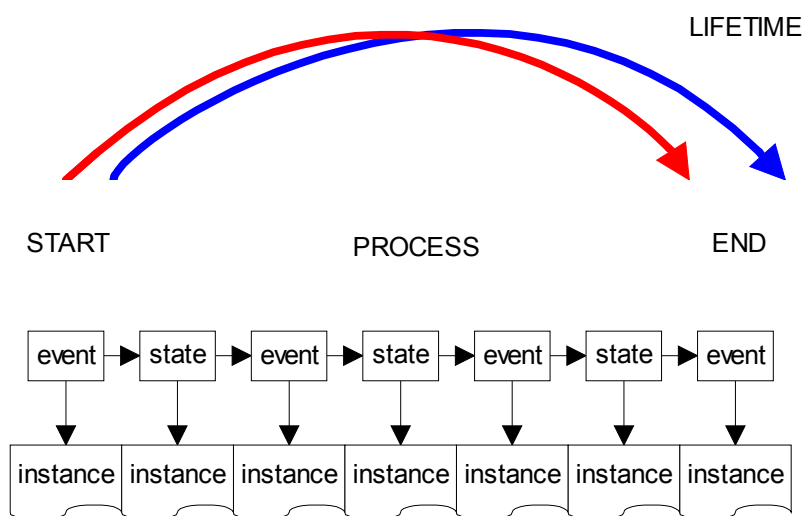 LIFETIME
START PROCESS END
event state event state event state event
instance instance instance instance instance instance instance